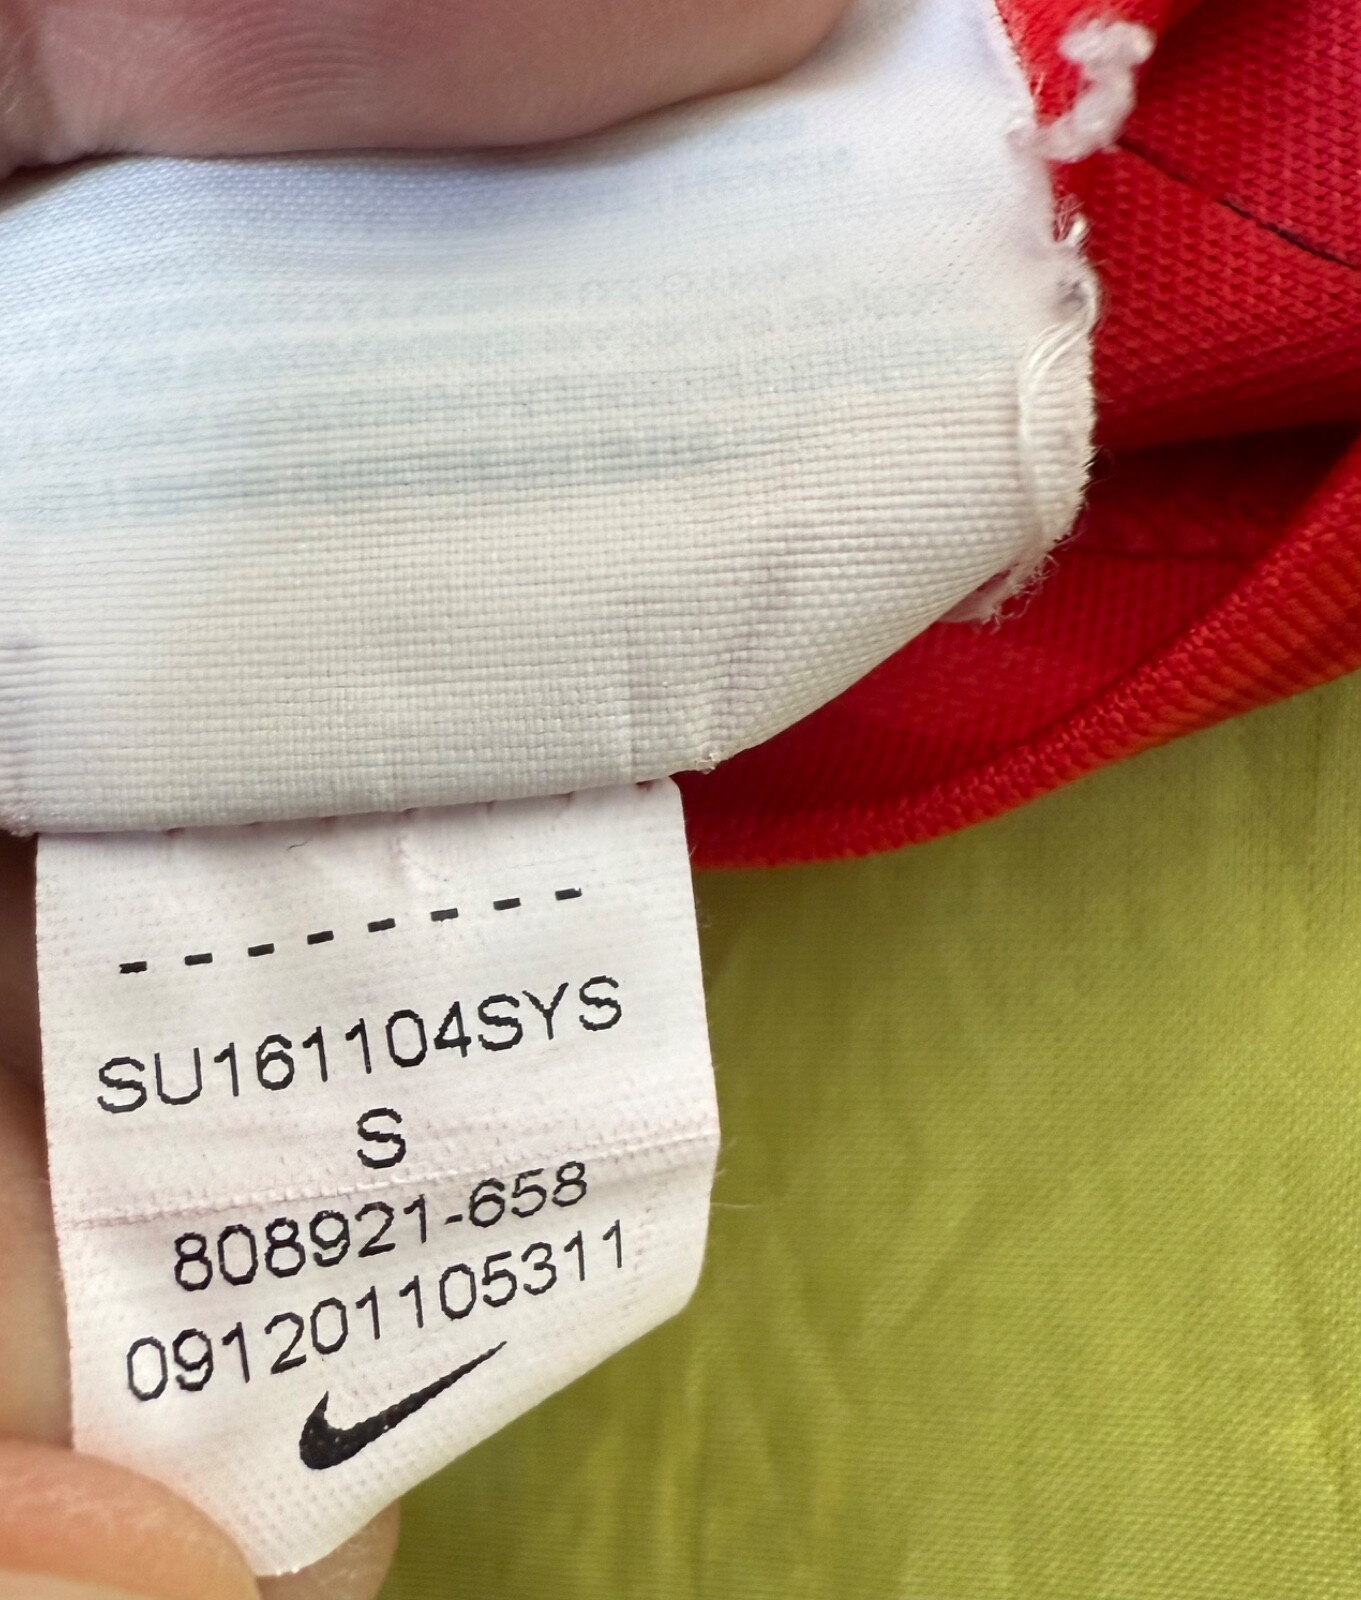 - - - - - - - -
SU161104SYS
S
808921-658
091201105311